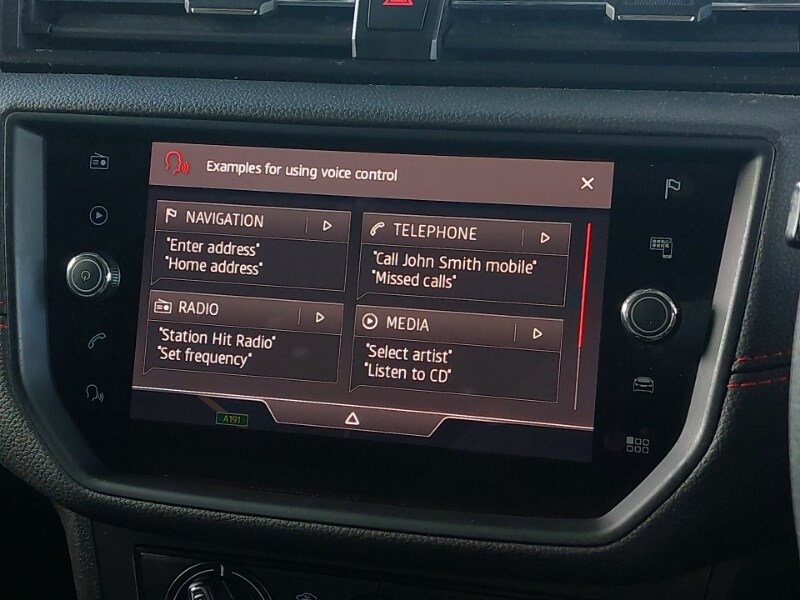 Examples for using voice control
NAVIGATION
"Enter address"
"Home address"
TELEPHONE
"Call John Smith mobile"
"Missed calls"
RADIO
"Station Hit Radio"
"Set frequency"
MEDIA
"Select artist"
"Listen to CD"
A191